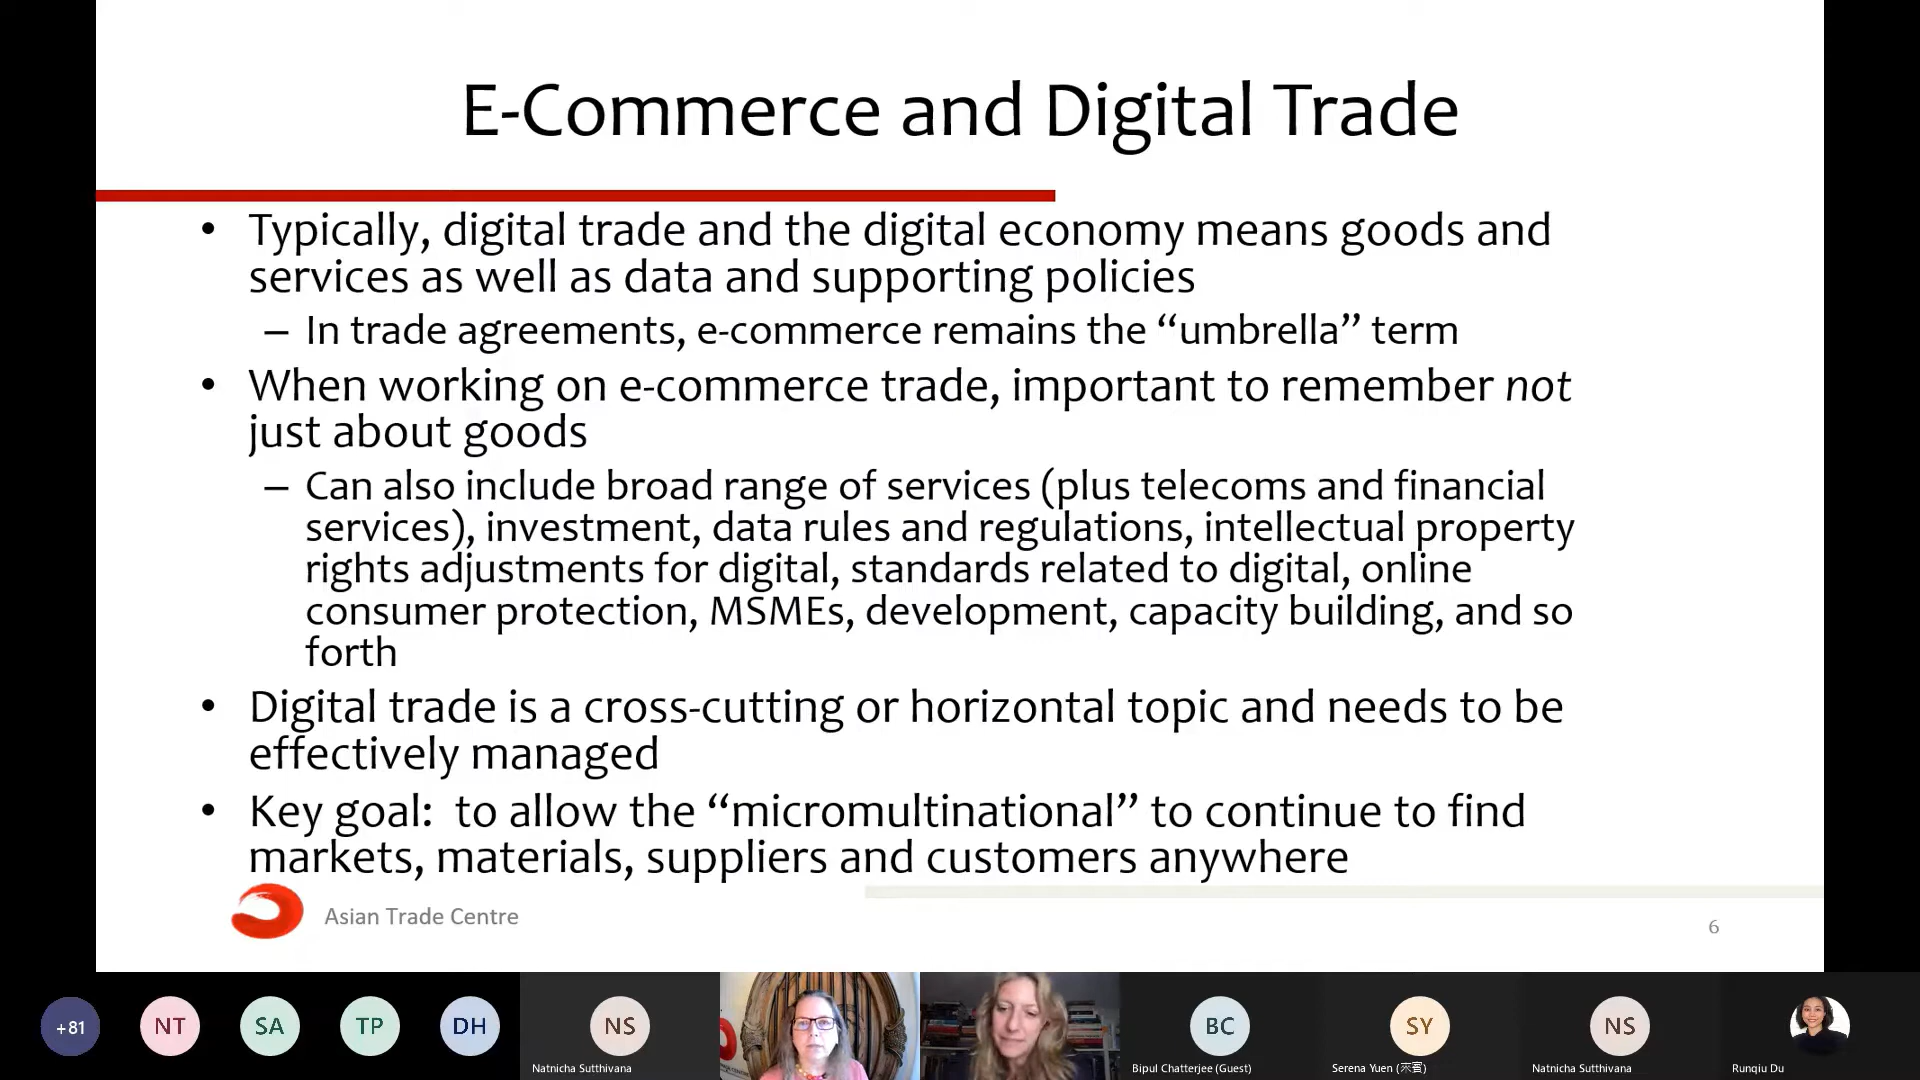 E-Commerce and Digital Trade
• Typically, digital trade and the digital economy means goods and
services as well as data and supporting policies
– In trade agreements, e-commerce remains the “umbrella” term
• When working on e-commerce trade, important to remember not
just about goods
– Can also include broad range of services (plus telecoms and financial
services), investment, data rules and regulations, intellectual property
rights adjustments for digital, standards related to digital, online
consumer protection, MSMEs, development, capacity building, and so
forth
• Digital trade is a cross-cutting or horizontal topic and needs to be
effectively managed
• Key goal: to allow the “micromultinational” to continue to find
markets, materials, suppliers and customers anywhere
Asian Trade Centre
6
+81
NT
SA
TP
DH
NS
BC
SY
NS
Natnicha Sutthivana
Bipul Chatterjee (Guest)
Serena Yuen
Natnicha Sutthivana
Runqiu Du